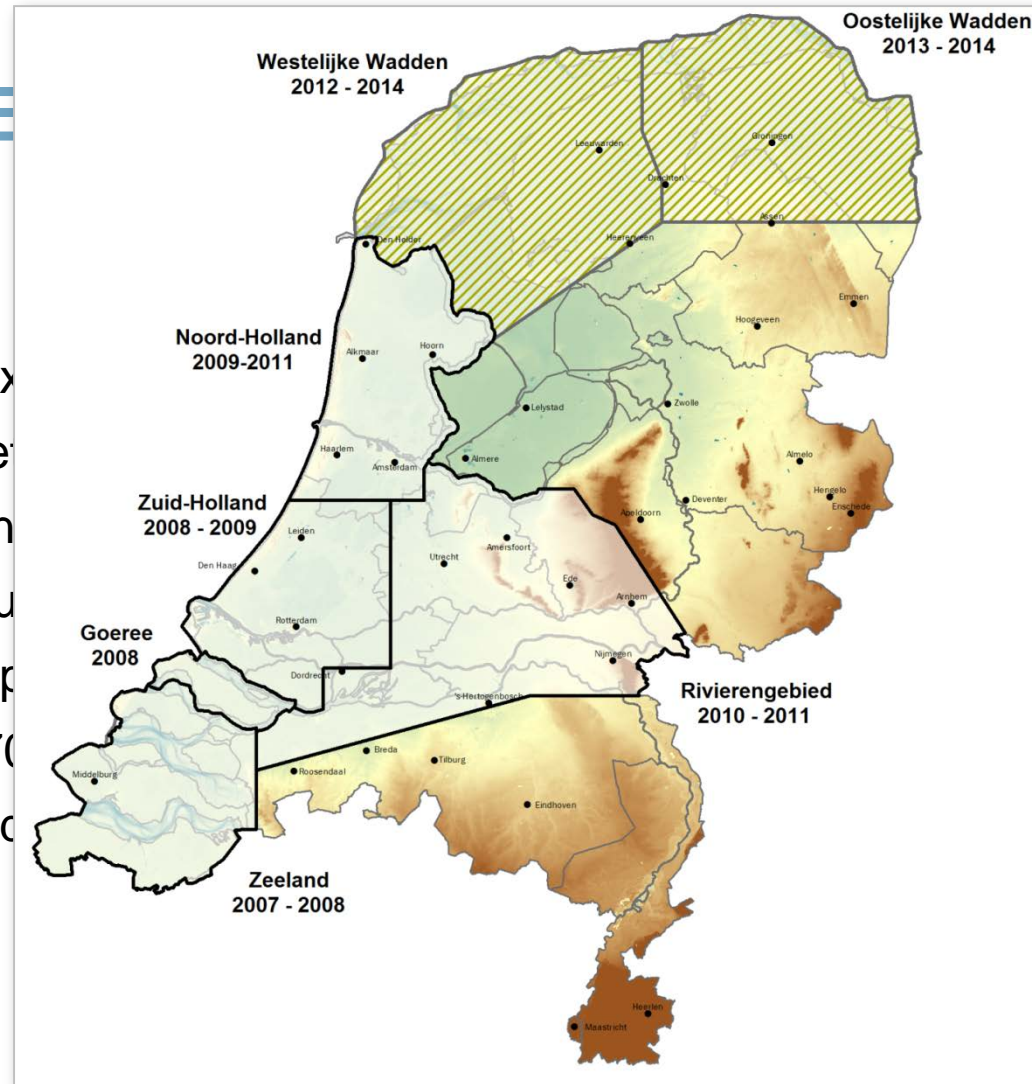 Oostelijke Wadden
2013 - 2014
Westelijke Wadden
2012 - 2014
Groningen
Leeuwarden
Drachten
Assen
Den Helder
Heerenveen
Emmen
Hoogeveen
Noord-Holland
2009-2011
Alkmaar
Hoorn
Lelystad
Zwolle
Haarlem
Amsterdam
Almere
Almelo
Hengelo
Enschede
Deventer
Apeldoorn
Zuid-Holland
2008 - 2009
Leiden
Amersfoort
Utrecht
Den Haag
Ede
Arnhem
Rotterdam
Goeree
2008
Nijmegen
Dordrecht
's-Hertogenbosch
Rivierengebied
2010 - 2011
Breda
Tilburg
Roosendaal
Middelburg
Eindhoven
Zeeland
2007 - 2008
Heerlen
Maastricht